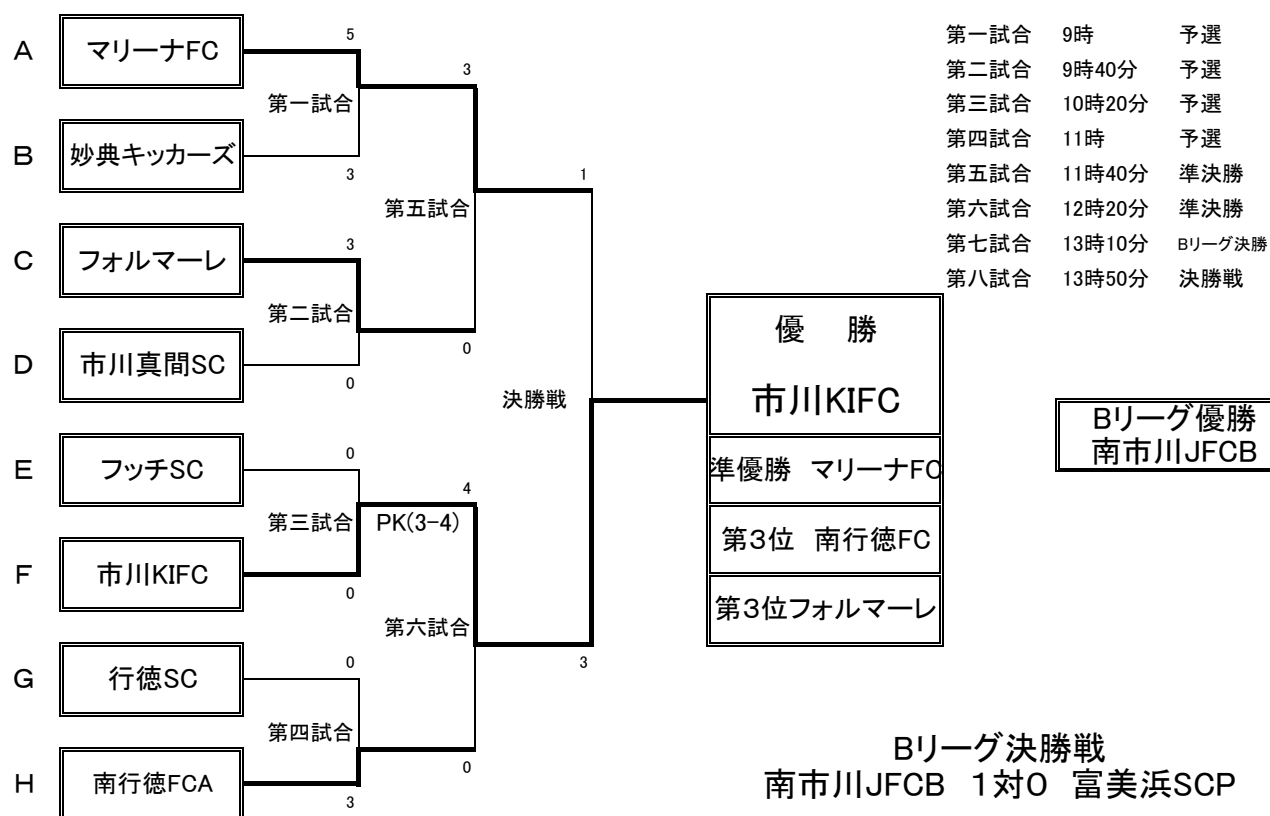 A
マリーナFC
5
3
第一試合
B
妙典キッカーズ
3
第五試合
1
C
フォルマーレ
3
第二試合
D
市川真間SC
0
0
決勝戦
E
フッチSC
0
4
第三試合
PK(3-4)
F
市川KIFC
0
第六試合
3
G
行徳SC
0
第四試合
H
南行徳FCA
3
0
第一試合 9時 予選
第二試合 9時40分 予選
第三試合 10時20分 予選
第四試合 11時 予選
第五試合 11時40分 準決勝
第六試合 12時20分 準決勝
第七試合 13時10分 Bリーグ決勝
第八試合 13時50分 決勝戦
優 勝
市川KIFC
準優勝 マリーナFC
第3位 南行徳FC
第3位フォルマーレ
Bリーグ優勝
南市川JFCB
Bリーグ決勝戦
南市川JFCB 1対0 富美浜SCP